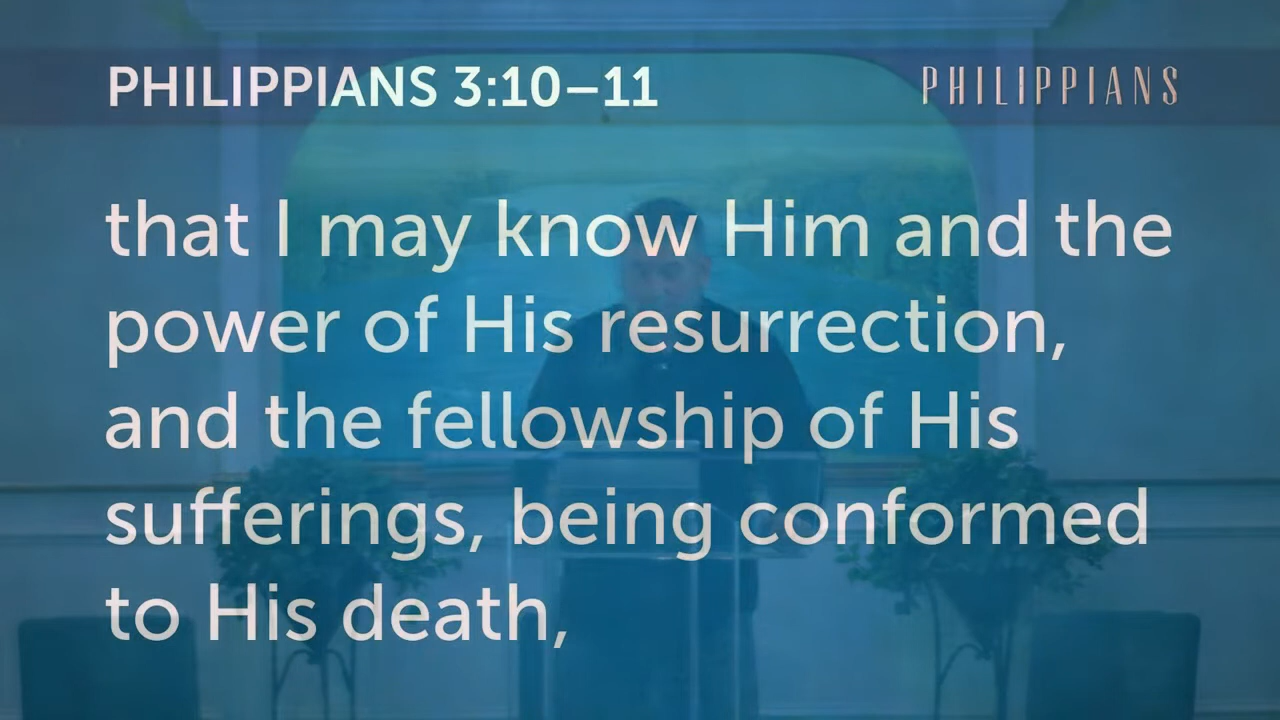 PHILIPPIANS 3:10–11
PHILIPPIANS
that I may know Him and the
power of His resurrection,
and the fellowship of His
sufferings, being conformed
to His death,